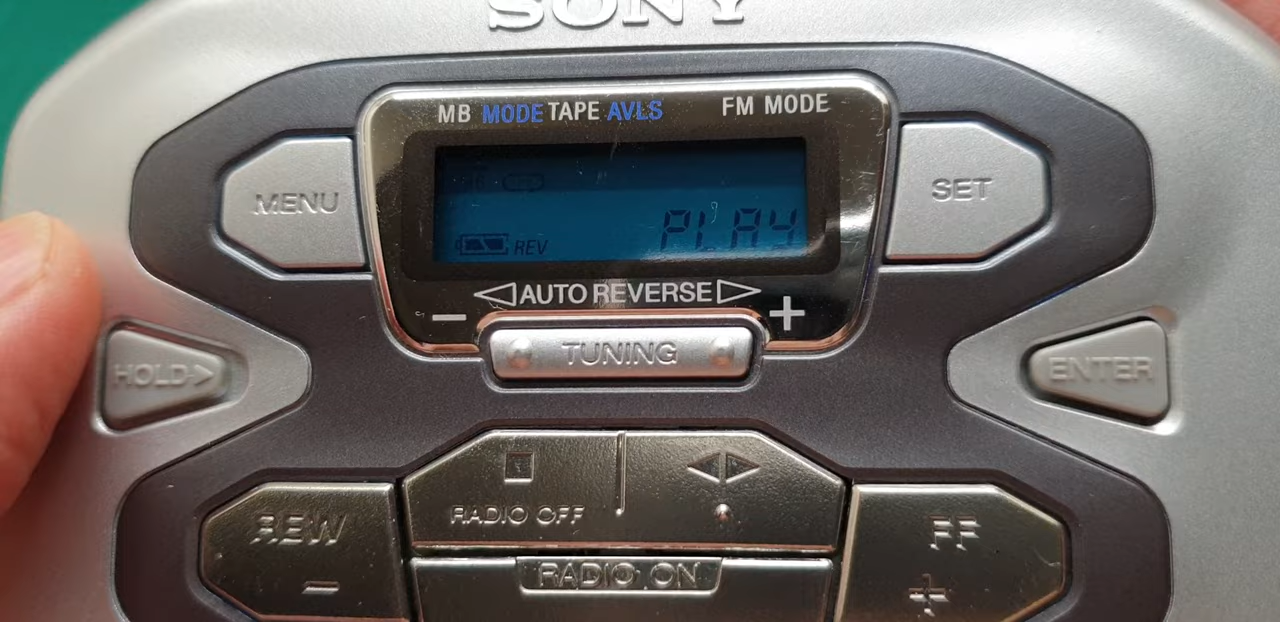 SONY
MB MODE TAPE AVLS FM MODE
MENU
SET
PLAY
REV
◁AUTO REVERSE▷
− +
TUNING
HOLD>
ENTER
RADIO OFF
REW
−
FF
+
RADIO ON